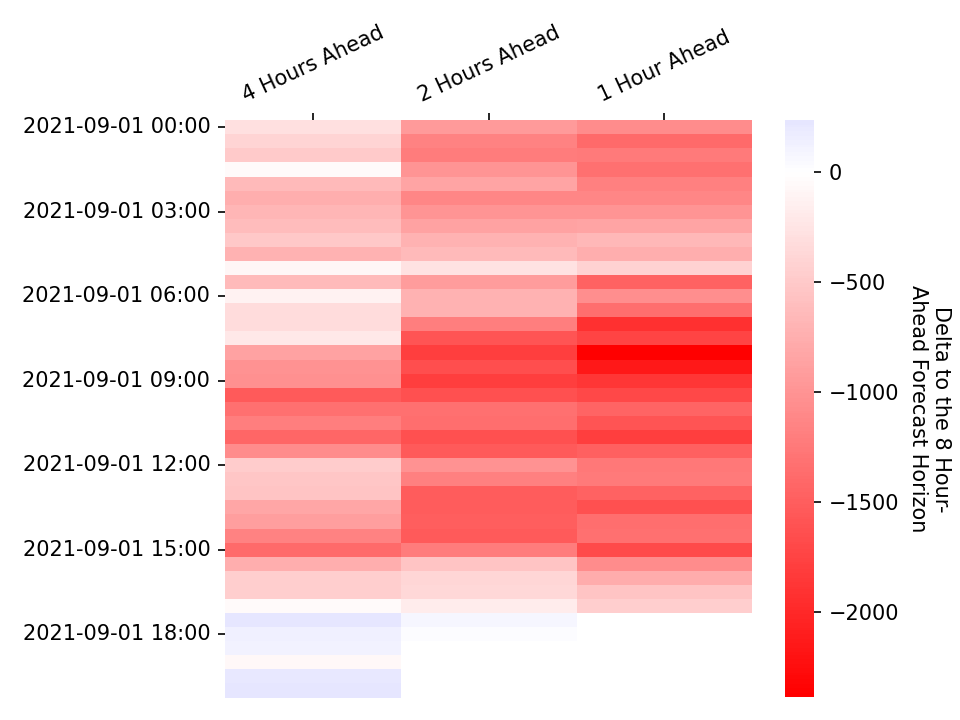 4 Hours Ahead
2 Hours Ahead
1 Hour Ahead
2021-09-01 00:00
2021-09-01 03:00
2021-09-01 06:00
2021-09-01 09:00
2021-09-01 12:00
2021-09-01 15:00
2021-09-01 18:00
0
−500
−1000
−1500
−2000
Delta to the 8 Hour-
Ahead Forecast Horizon